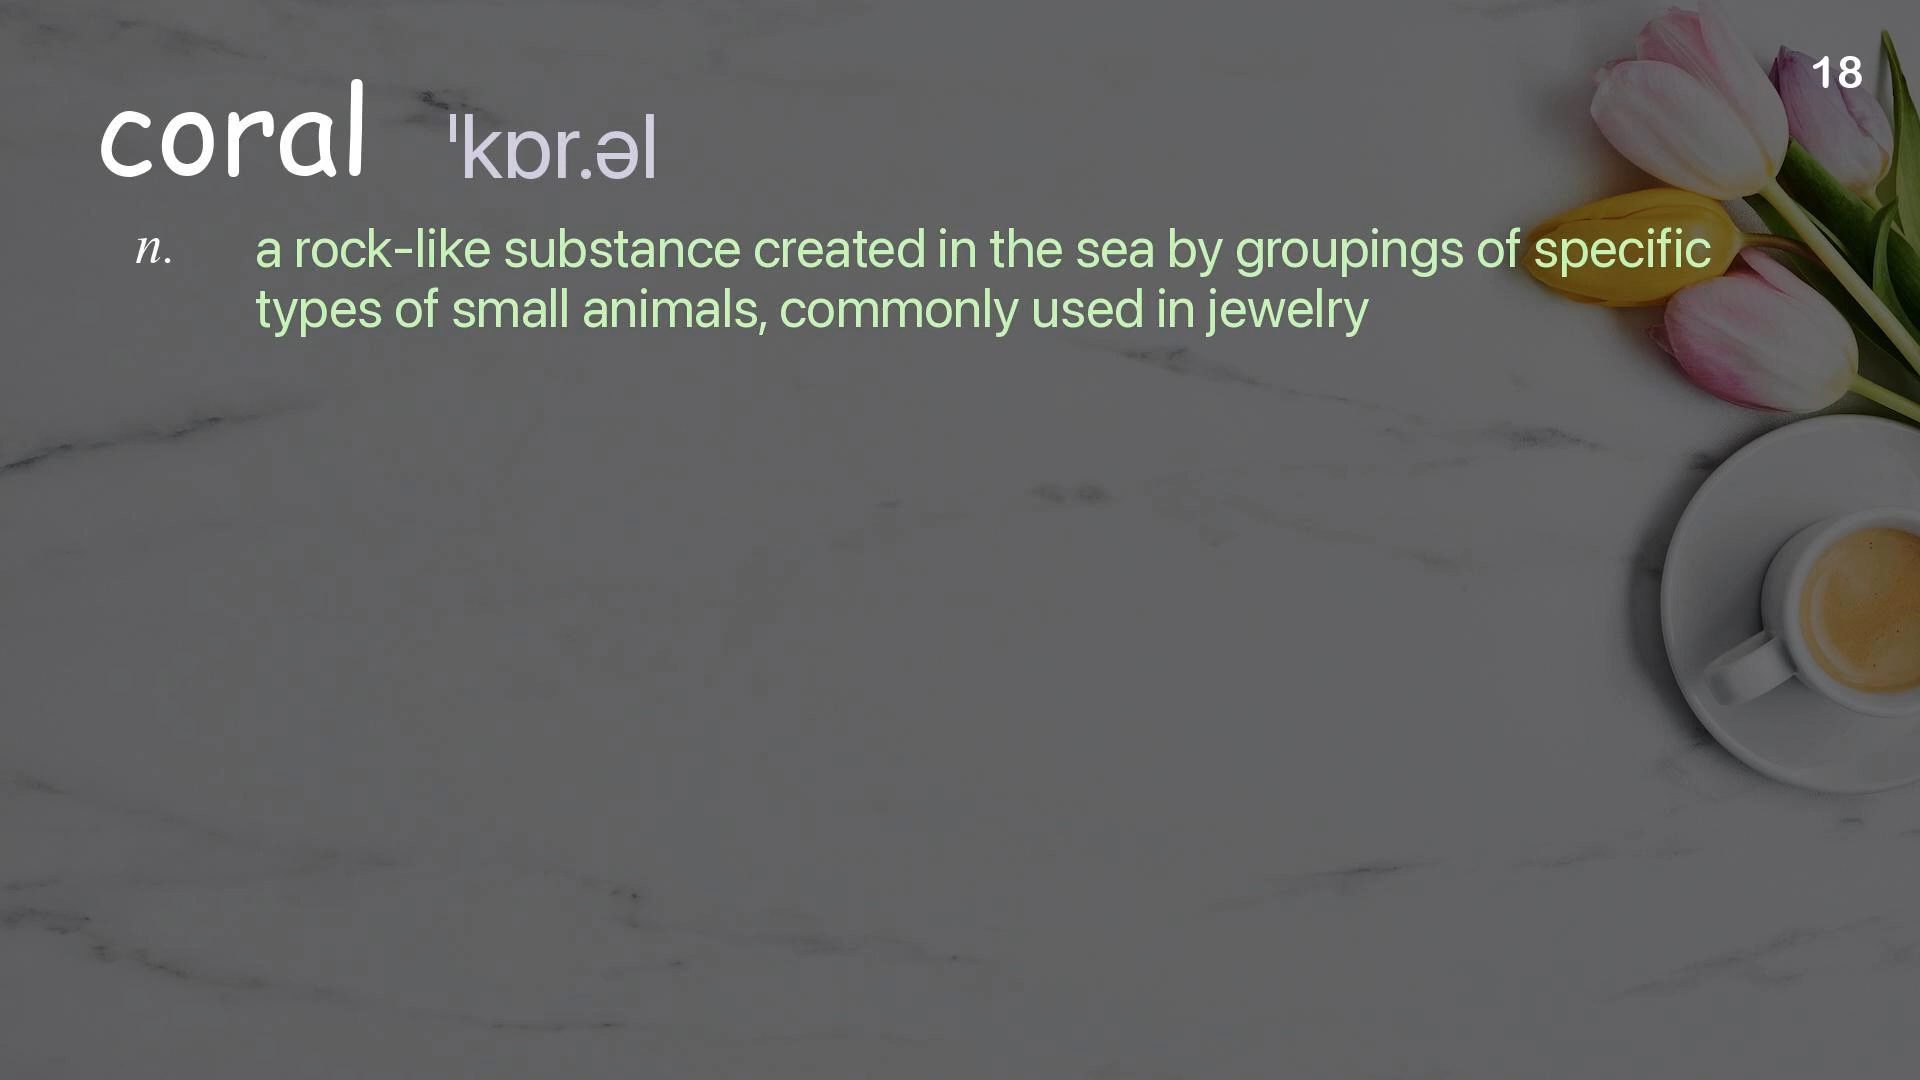 18
coral ˈkɒr.əl
n. a rock-like substance created in the sea by groupings of specific
types of small animals, commonly used in jewelry